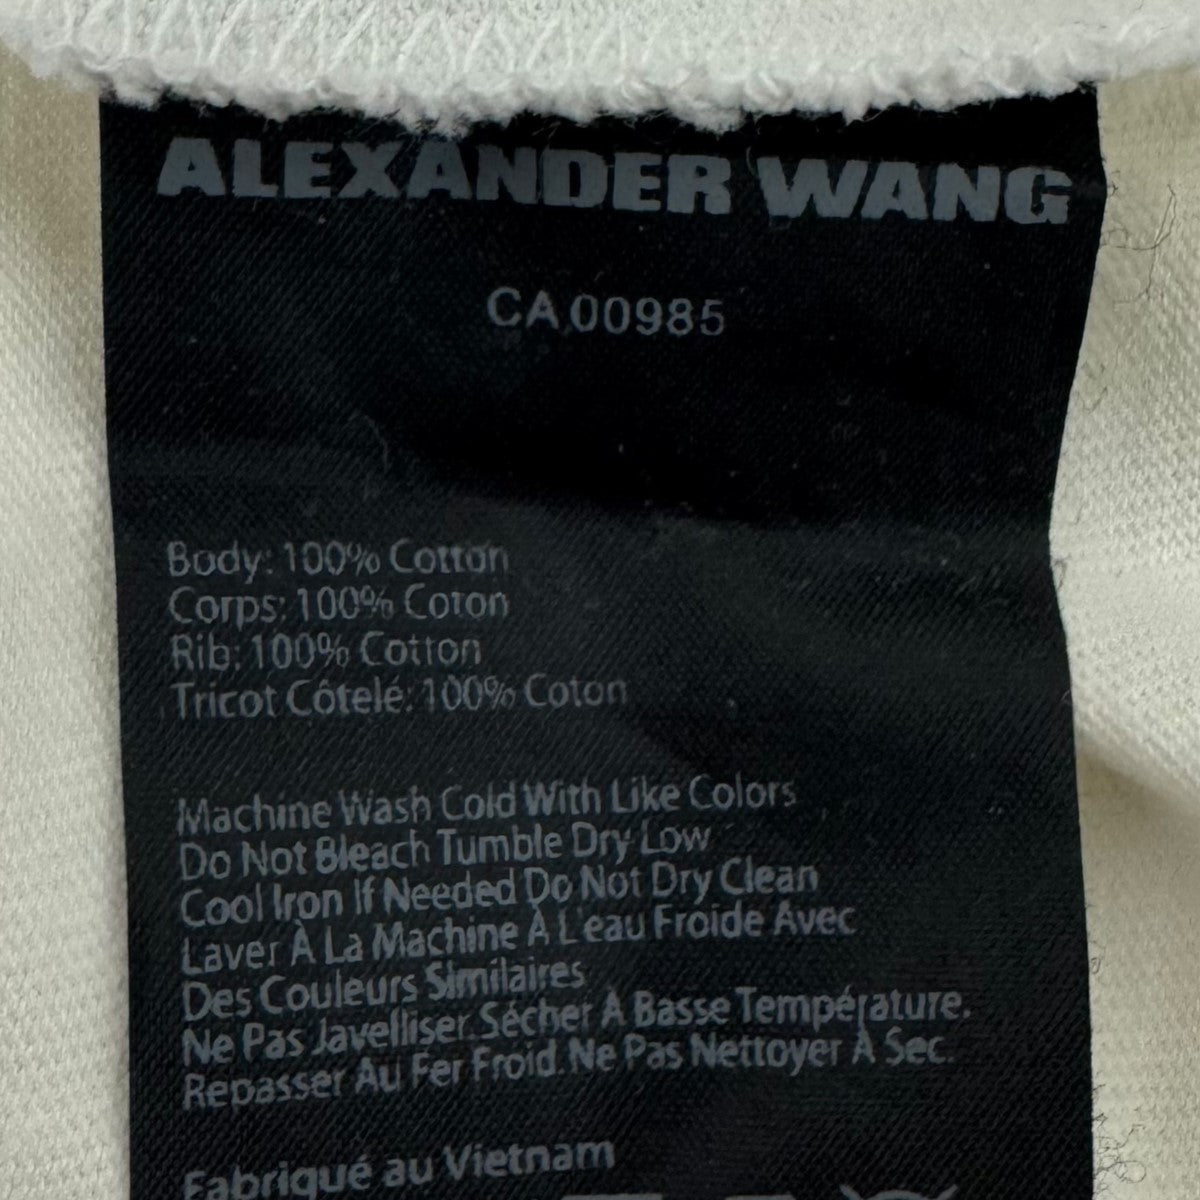 ALEXANDER WANG
CA 00985
Body: 100% Cotton
Corps: 100% Coton
Rib: 100% Cotton
Tricot Côtelé: 100% Coton
Machine Wash Cold With Like Colors
Do Not Bleach Tumble Dry Low
Cool Iron If Needed Do Not Dry Clean
Laver À La Machine À L'eau Froide Avec
Des Couleurs Similaires
Ne Pas Javelliser. Sécher À Basse Température.
Repasser Au Fer Froid. Ne Pas Nettoyer À Sec.
Fabriqué au Vietnam